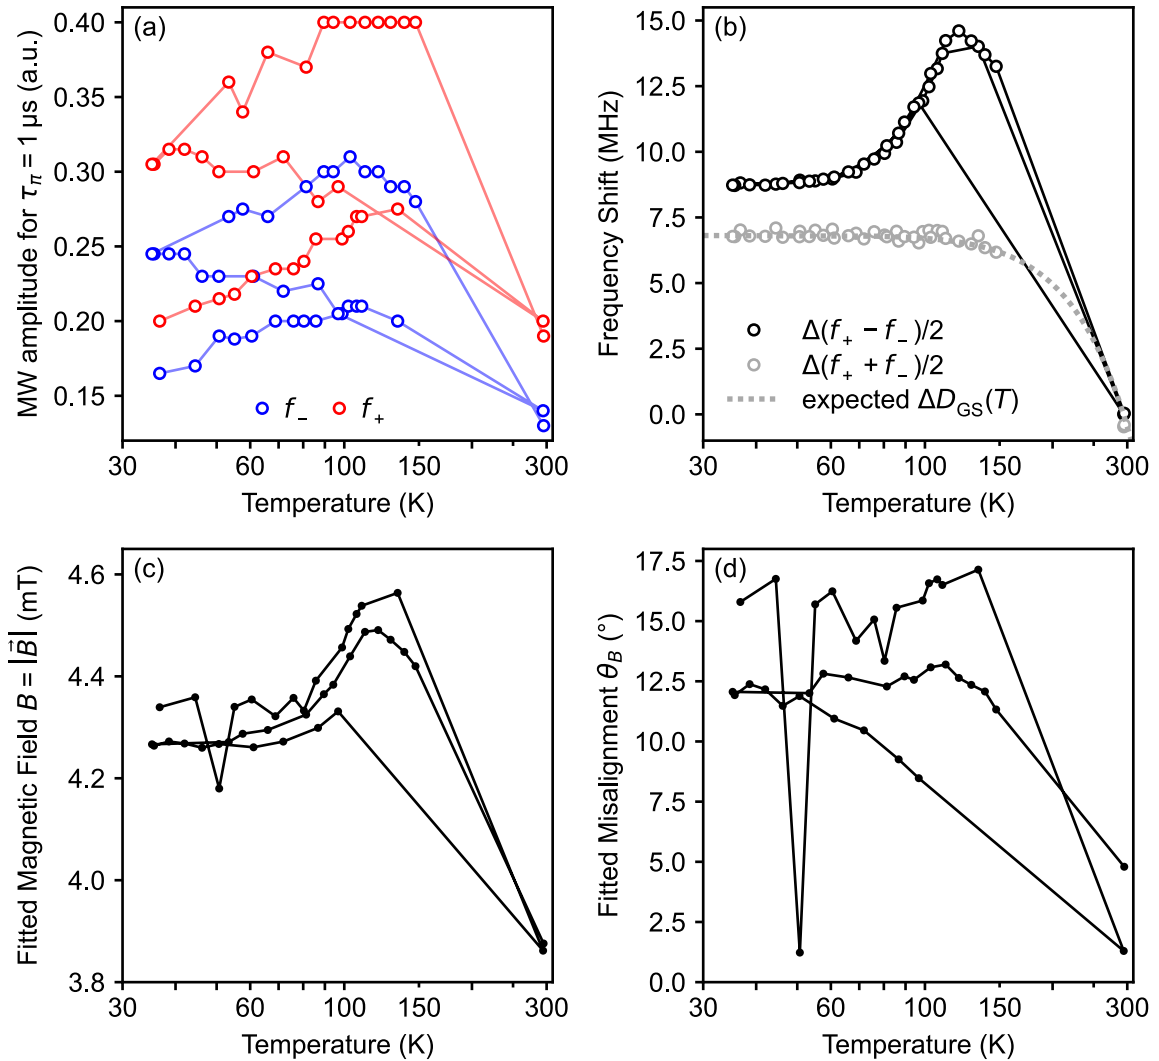 (a)
MW amplitude for τπ = 1 µs (a.u.)
0.40
0.35
0.30
0.25
0.20
0.15
f₋ f₊
30 60 100 150 300
Temperature (K)
(b)
Frequency Shift (MHz)
15.0
12.5
10.0
7.5
5.0
2.5
0.0
Δ(f₊ − f₋)/2
Δ(f₊ + f₋)/2
expected ΔD_GS(T)
30 60 100 150 300
Temperature (K)
(c)
Fitted Magnetic Field B = |B⃗| (mT)
4.6
4.4
4.2
4.0
3.8
30 60 100 150 300
Temperature (K)
(d)
Fitted Misalignment θ_B (°)
17.5
15.0
12.5
10.0
7.5
5.0
2.5
0.0
30 60 100 150 300
Temperature (K)